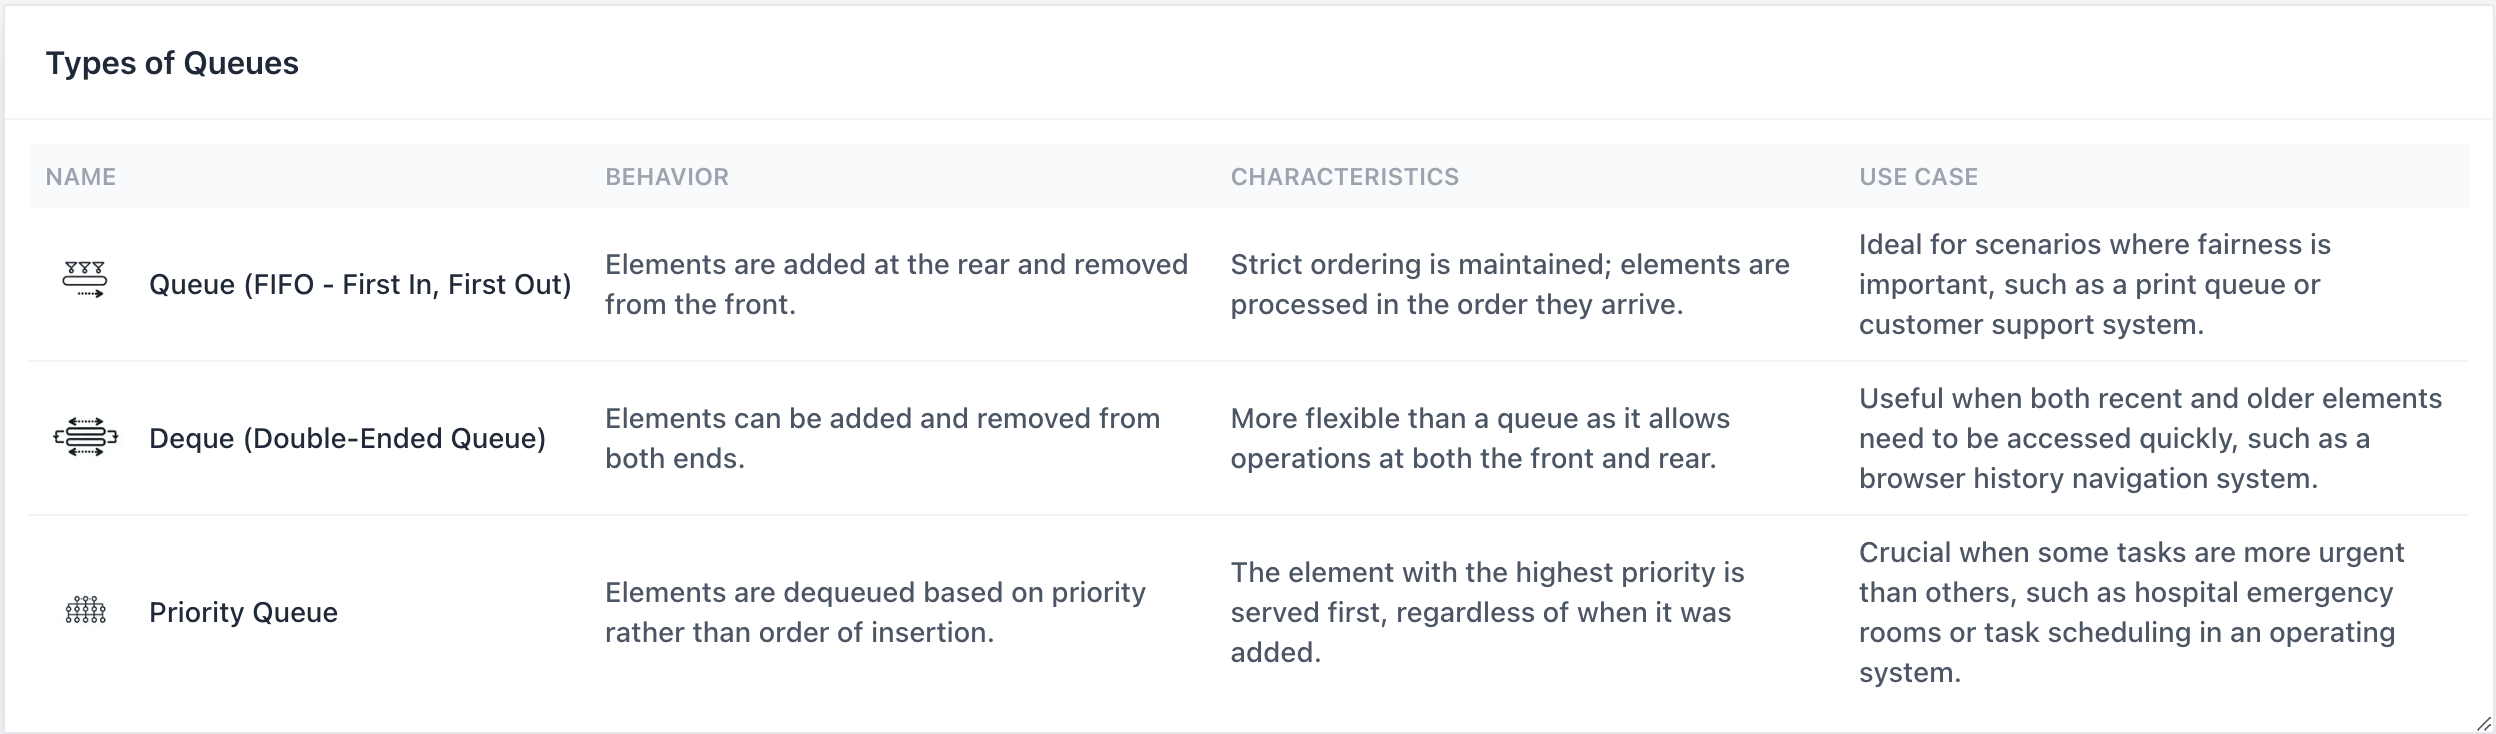 Types of Queues
NAME BEHAVIOR CHARACTERISTICS USE CASE
Queue (FIFO - First In, First Out)
Elements are added at the rear and removed
from the front.
Strict ordering is maintained; elements are
processed in the order they arrive.
Ideal for scenarios where fairness is
important, such as a print queue or
customer support system.
Deque (Double-Ended Queue)
Elements can be added and removed from
both ends.
More flexible than a queue as it allows
operations at both the front and rear.
Useful when both recent and older elements
need to be accessed quickly, such as a
browser history navigation system.
Priority Queue
Elements are dequeued based on priority
rather than order of insertion.
The element with the highest priority is
served first, regardless of when it was
added.
Crucial when some tasks are more urgent
than others, such as hospital emergency
rooms or task scheduling in an operating
system.